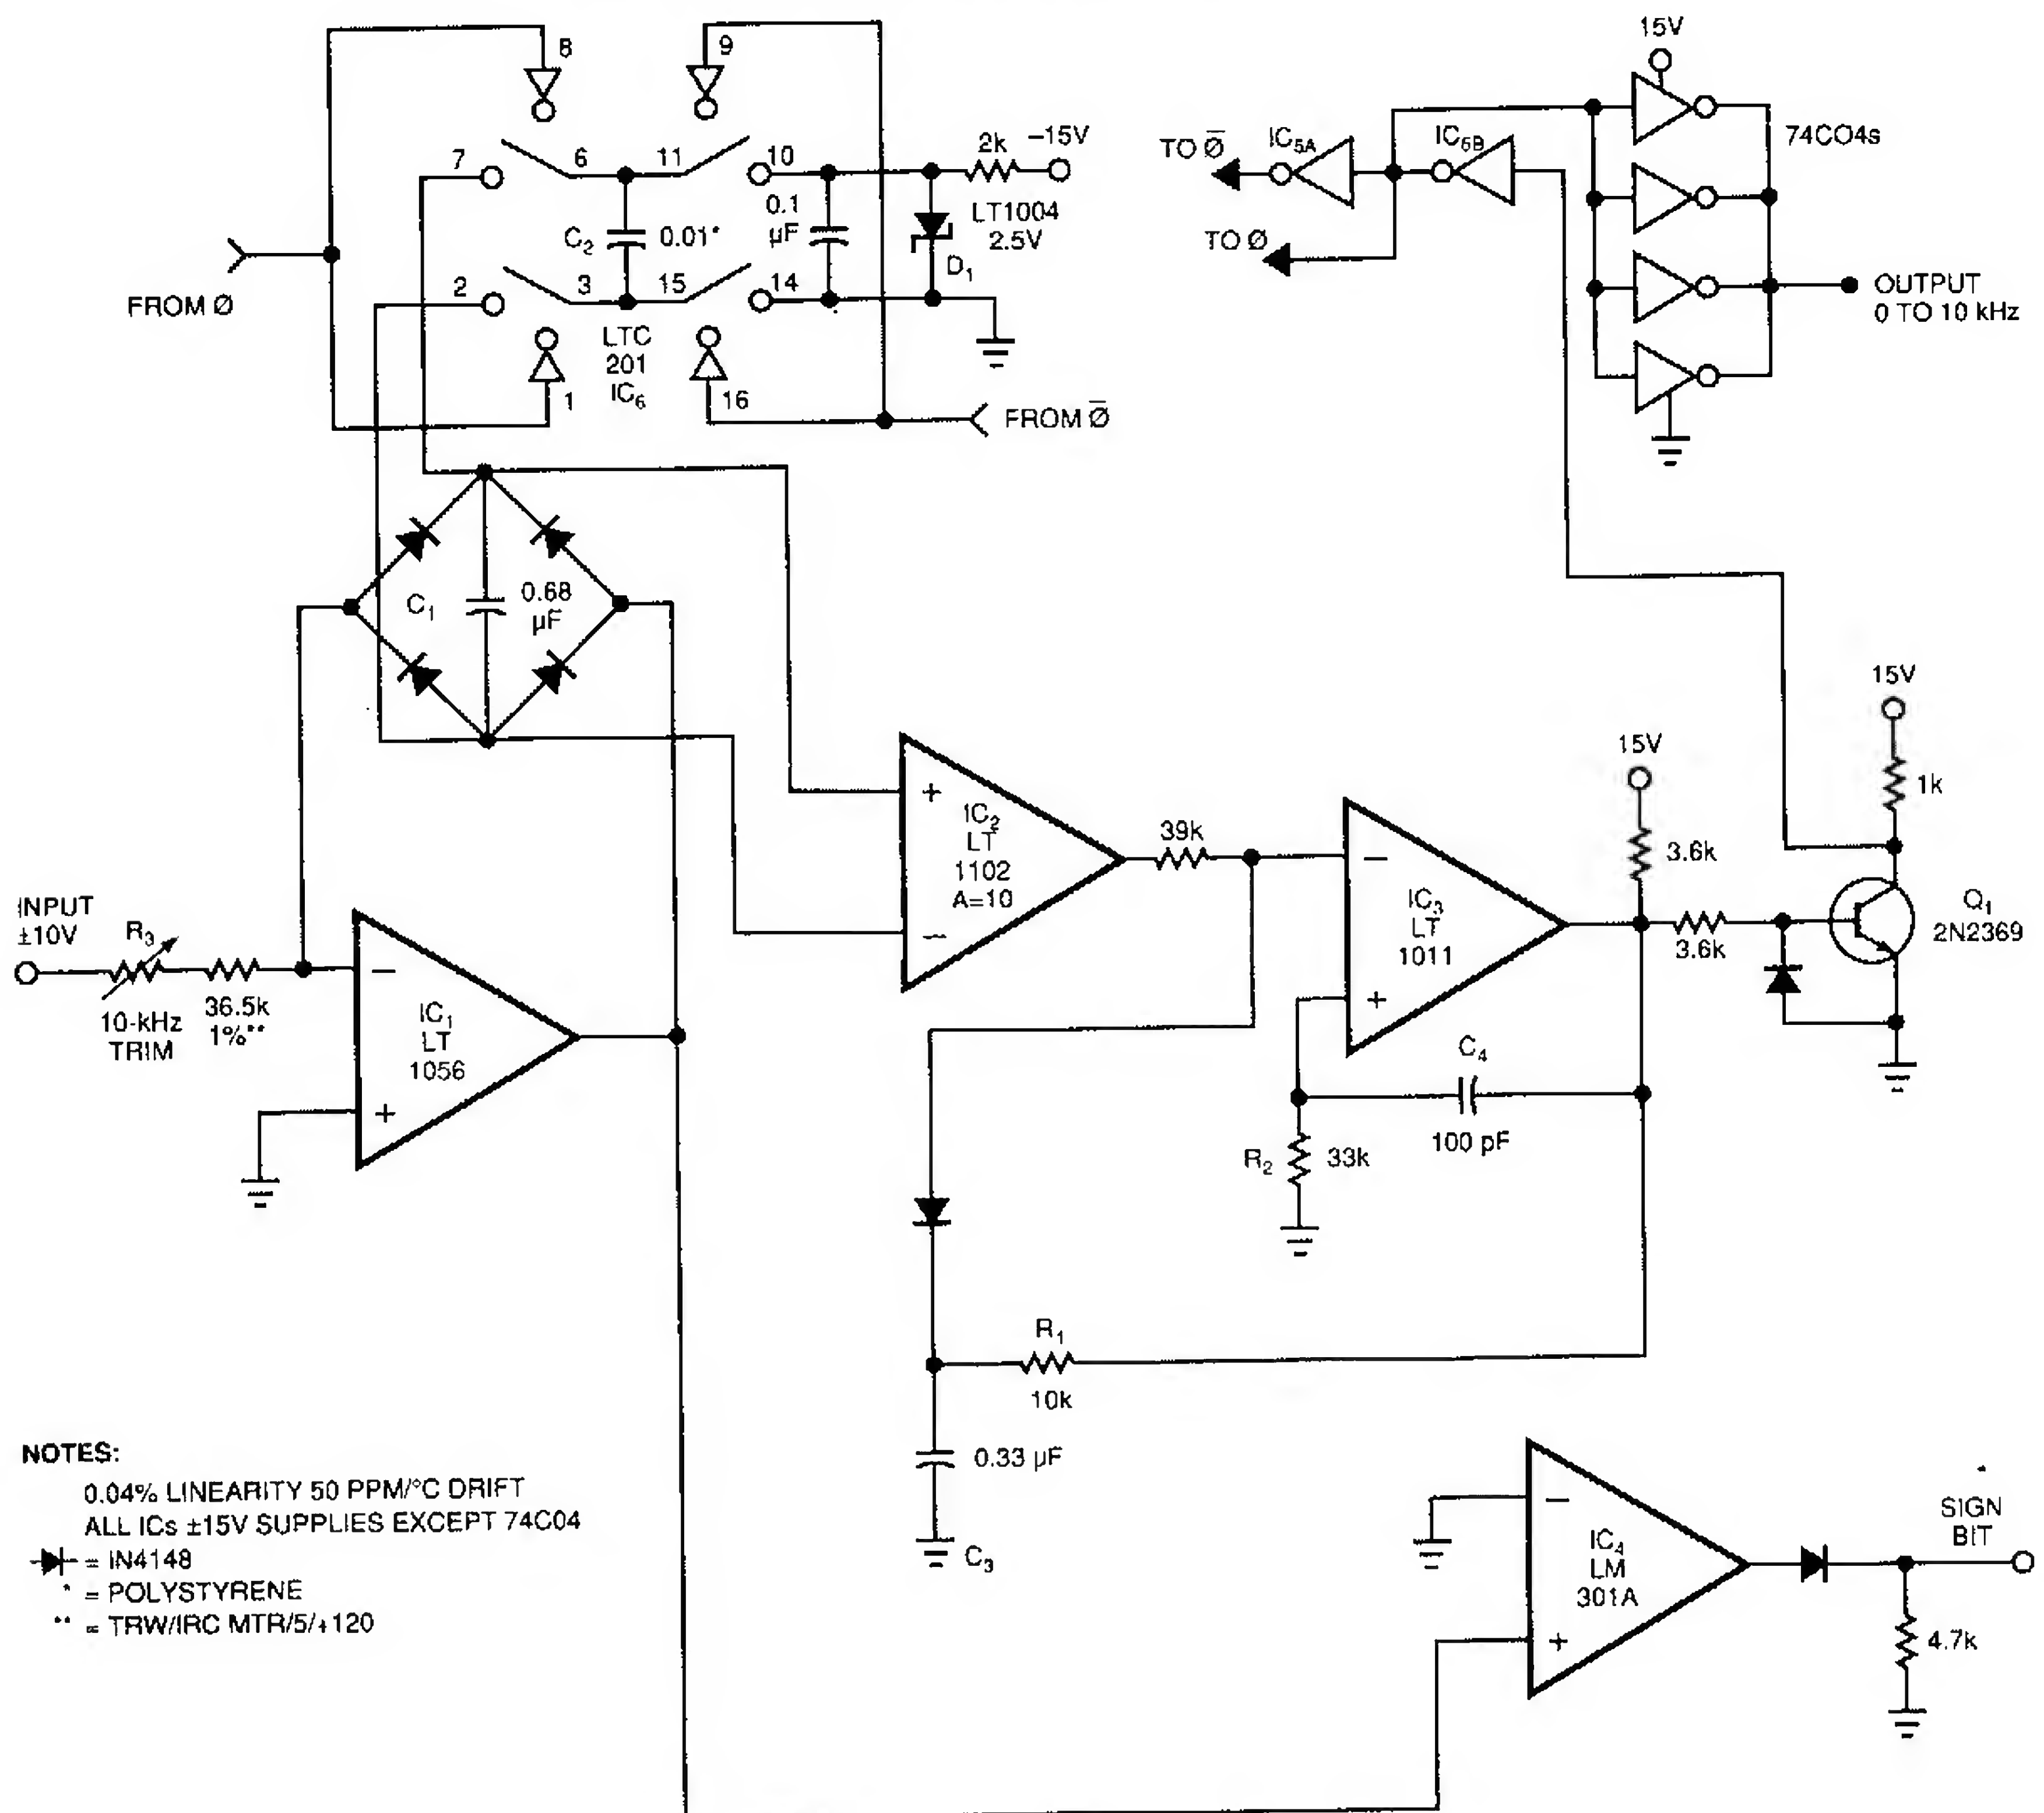 8
9
15V
7
6
11
10
2k
-15V
IC5A
IC5B
74CO4s
TO Ø̅
C2
0.01*
0.1
µF
LT1004
2.5V
D1
TO Ø
FROM Ø
2
3
15
14
LTC
201
IC6
1
16
FROM Ø̅
OUTPUT
0 TO 10 kHz
C1
0.68
µF
15V
15V
1k
+
IC2
LT
1102
A=10
−
39k
−
IC3
LT
1011
+
3.6k
3.6k
Q1
2N2369
INPUT
±10V
R3
10-kHz
TRIM
36.5k
1%**
−
IC1
LT
1056
+
C4
100 pF
R2
33k
R1
10k
0.33 µF
C3
NOTES:
0.04% LINEARITY 50 PPM/°C DRIFT
ALL ICs ±15V SUPPLIES EXCEPT 74C04
= IN4148
* = POLYSTYRENE
** = TRW/IRC MTR/5/+120
−
IC4
LM
301A
+
SIGN
BIT
4.7k